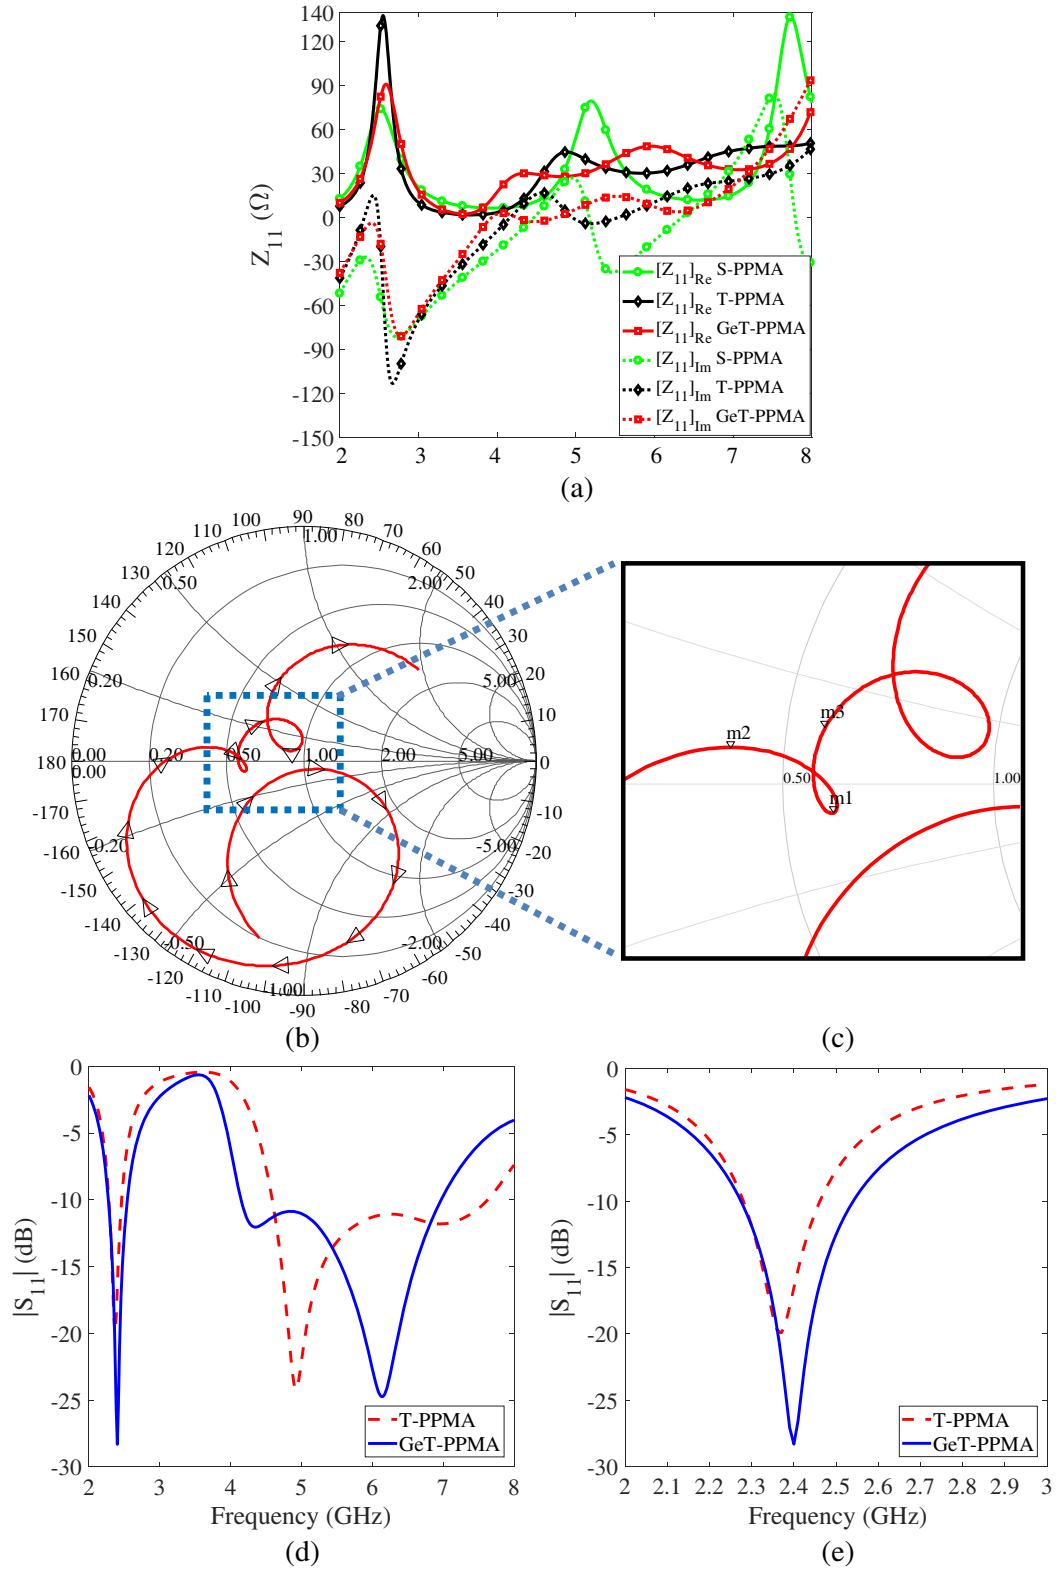 140
120
90
60
30
0
-30
-60
-90
-120
-150
Z11 (Ω)
[Z11]Re S-PPMA
[Z11]Re T-PPMA
[Z11]Re GeT-PPMA
[Z11]Im S-PPMA
[Z11]Im T-PPMA
[Z11]Im GeT-PPMA
2 3 4 5 6 7 8
(a)
90
100 80
110 70
120 60
130 50
140 40
150 30
160 20
170 10
180 0
-170 -10
-160 -20
-150 -30
-140 -40
-130 -50
-120 -60
-110 -70
-100 -80
-90
1.00
0.50 2.00
0.20 5.00
0.00 0.20 0.50 1.00 2.00 5.00
0.00
-0.20 -5.00
-0.50 -2.00
-1.00
(b)
m2
m3
m1
0.50 1.00
(c)
0
-5
-10
-15
-20
-25
-30
|S11| (dB)
T-PPMA
GeT-PPMA
2 3 4 5 6 7 8
Frequency (GHz)
(d)
0
-5
-10
-15
-20
-25
-30
|S11| (dB)
T-PPMA
GeT-PPMA
2 2.1 2.2 2.3 2.4 2.5 2.6 2.7 2.8 2.9 3
Frequency (GHz)
(e)